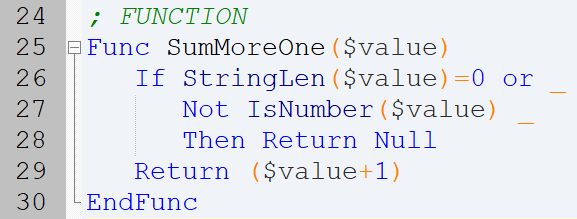 24 ; FUNCTION
25 Func SumMoreOne($value)
26 If StringLen($value)=0 or _
27 Not IsNumber($value) _
28 Then Return Null
29 Return ($value+1)
30 EndFunc